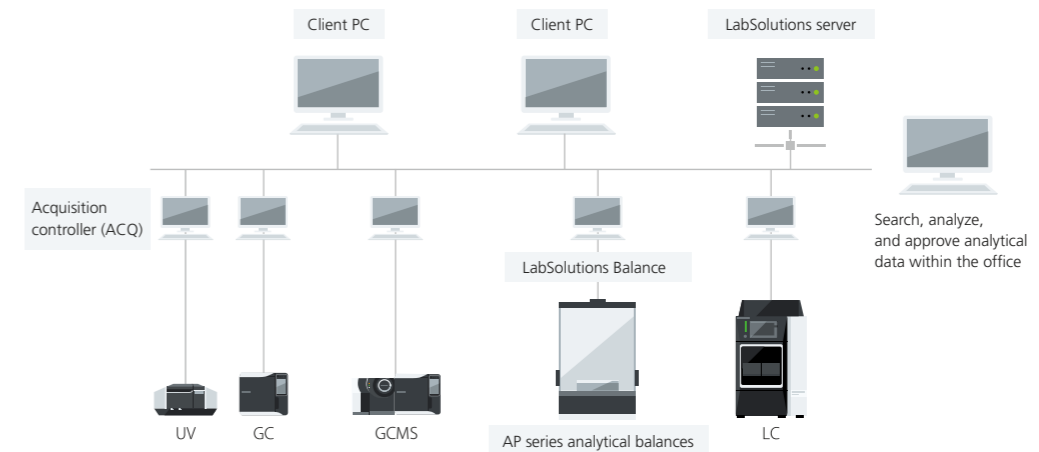 Client PC
Client PC
LabSolutions server
Acquisition
controller (ACQ)
Search, analyze,
and approve analytical
data within the office
LabSolutions Balance
UV
GC
GCMS
AP series analytical balances
LC